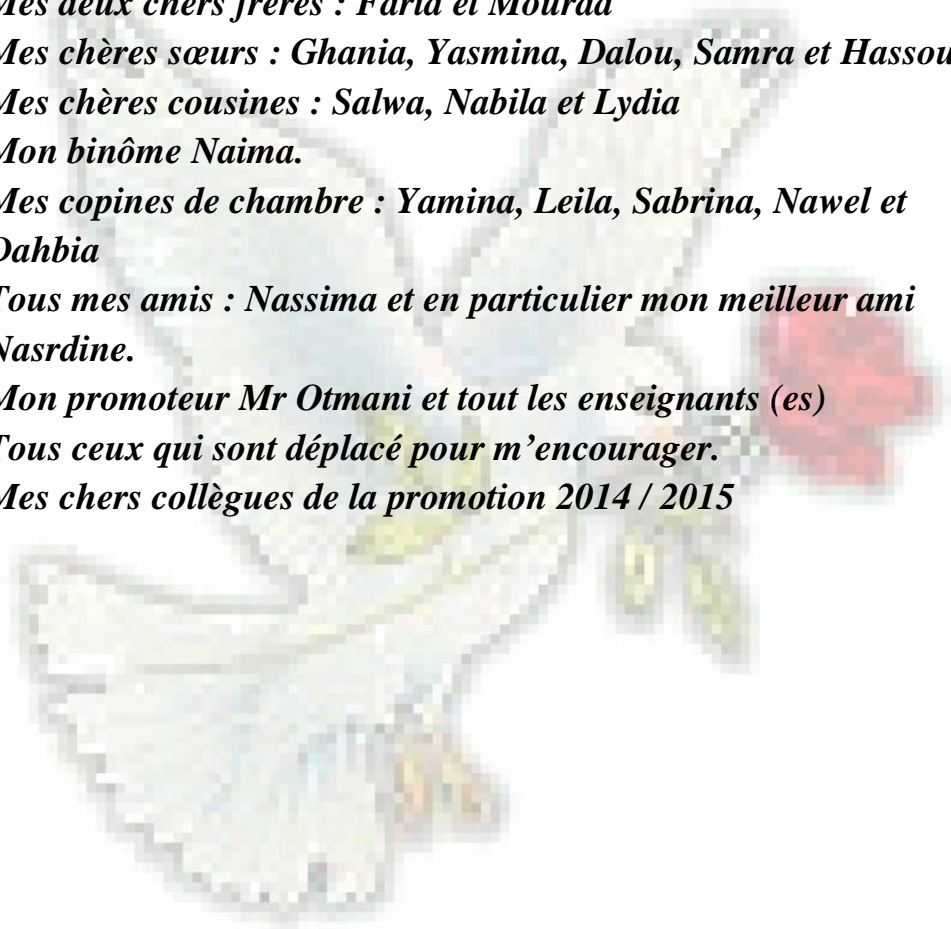 Mes deux chers frères : Farid et Mourad
Mes chères sœurs : Ghania, Yasmina, Dalou, Samra et Hassou
Mes chères cousines : Salwa, Nabila et Lydia
Mon binôme Naima.
Mes copines de chambre : Yamina, Leila, Sabrina, Nawel et
Dahbia
Tous mes amis : Nassima et en particulier mon meilleur ami
Nasrdine.
Mon promoteur Mr Otmani et tout les enseignants (es)
Tous ceux qui sont déplacé pour m’encourager.
Mes chers collègues de la promotion 2014 / 2015